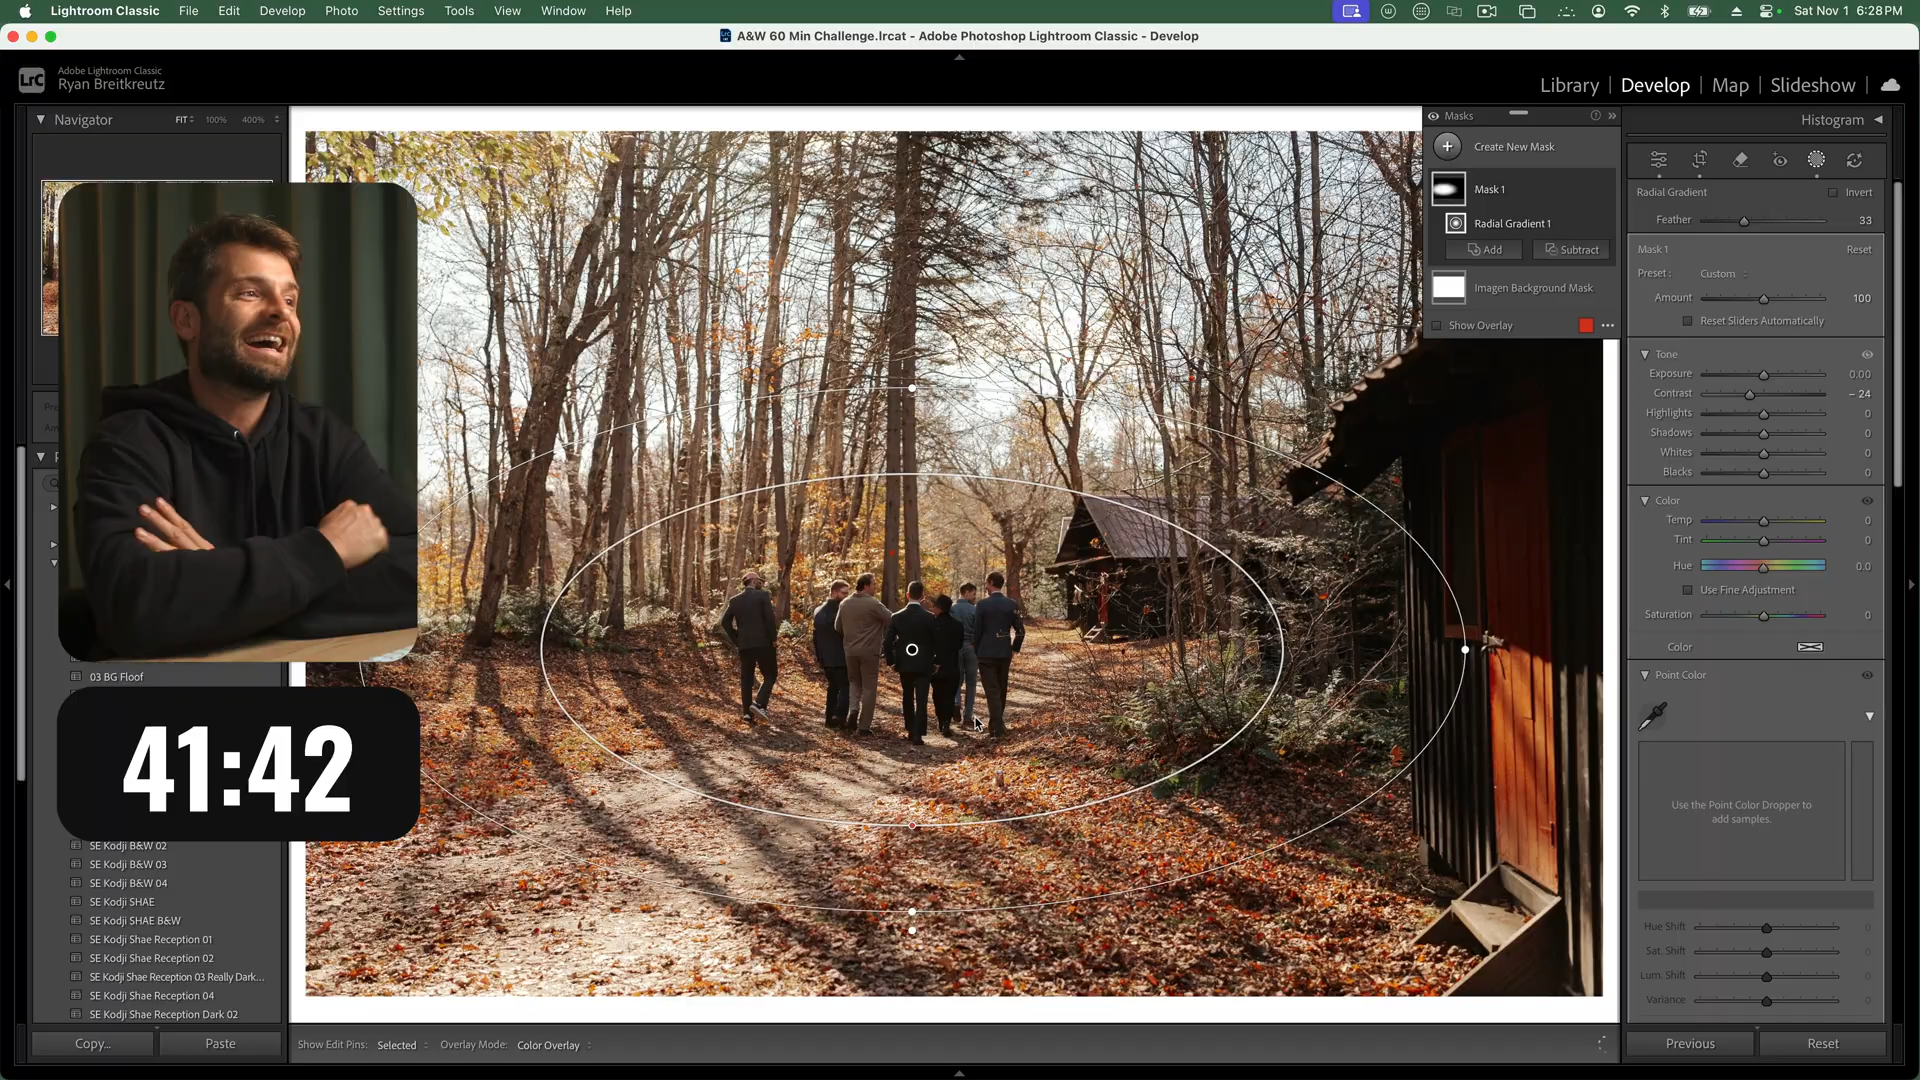 Lightroom Classic File Edit Develop Photo Settings Tools View Window Help Sat Nov 1 6:28 PM
A&W 60 Min Challenge.lrcat - Adobe Photoshop Lightroom Classic - Develop
LrC Adobe Lightroom Classic
Ryan Breitkreutz
Library | Develop | Map | Slideshow
Navigator FIT 100% 400%
03 BG Floof
41:42
SE Kodji B&W 02
SE Kodji B&W 03
SE Kodji B&W 04
SE Kodji SHAE
SE Kodji SHAE B&W
SE Kodji Shae Reception 01
SE Kodji Shae Reception 02
SE Kodji Shae Reception 03 Really Dark...
SE Kodji Shae Reception 04
SE Kodji Shae Reception Dark 02
Copy... Paste
Show Edit Pins: Selected Overlay Mode: Color Overlay
Masks
Create New Mask
Mask 1
Radial Gradient 1
Add Subtract
Imagen Background Mask
Show Overlay
Histogram
Radial Gradient Invert
Feather 33
Mask 1 Reset
Preset : Custom
Amount 100
Reset Sliders Automatically
Tone
Exposure 0.00
Contrast – 24
Highlights 0
Shadows 0
Whites 0
Blacks 0
Color
Temp 0
Tint 0
Hue 0.0
Use Fine Adjustment
Saturation 0
Color
Point Color
Use the Point Color Dropper to
add samples.
Hue Shift 0
Sat. Shift 0
Lum. Shift 0
Variance 0
Previous Reset